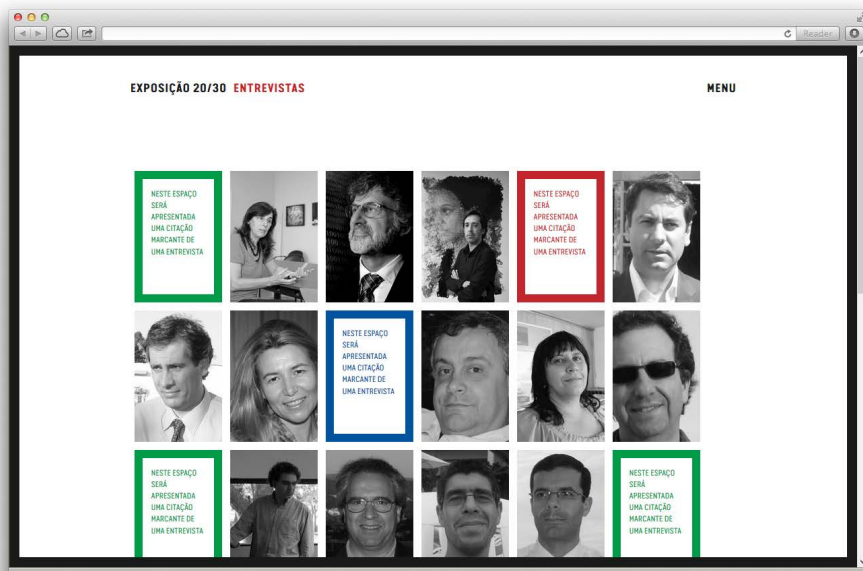 Reader
EXPOSIÇÃO 20/30 ENTREVISTAS
MENU
NESTE ESPAÇO
SERÁ
APRESENTADA
UMA CITAÇÃO
MARCANTE DE
UMA ENTREVISTA
NESTE ESPAÇO
SERÁ
APRESENTADA
UMA CITAÇÃO
MARCANTE DE
UMA ENTREVISTA
NESTE ESPAÇO
SERÁ
APRESENTADA
UMA CITAÇÃO
MARCANTE DE
UMA ENTREVISTA
NESTE ESPAÇO
SERÁ
APRESENTADA
UMA CITAÇÃO
MARCANTE DE
UMA ENTREVISTA
NESTE ESPAÇO
SERÁ
APRESENTADA
UMA CITAÇÃO
MARCANTE DE
UMA ENTREVISTA